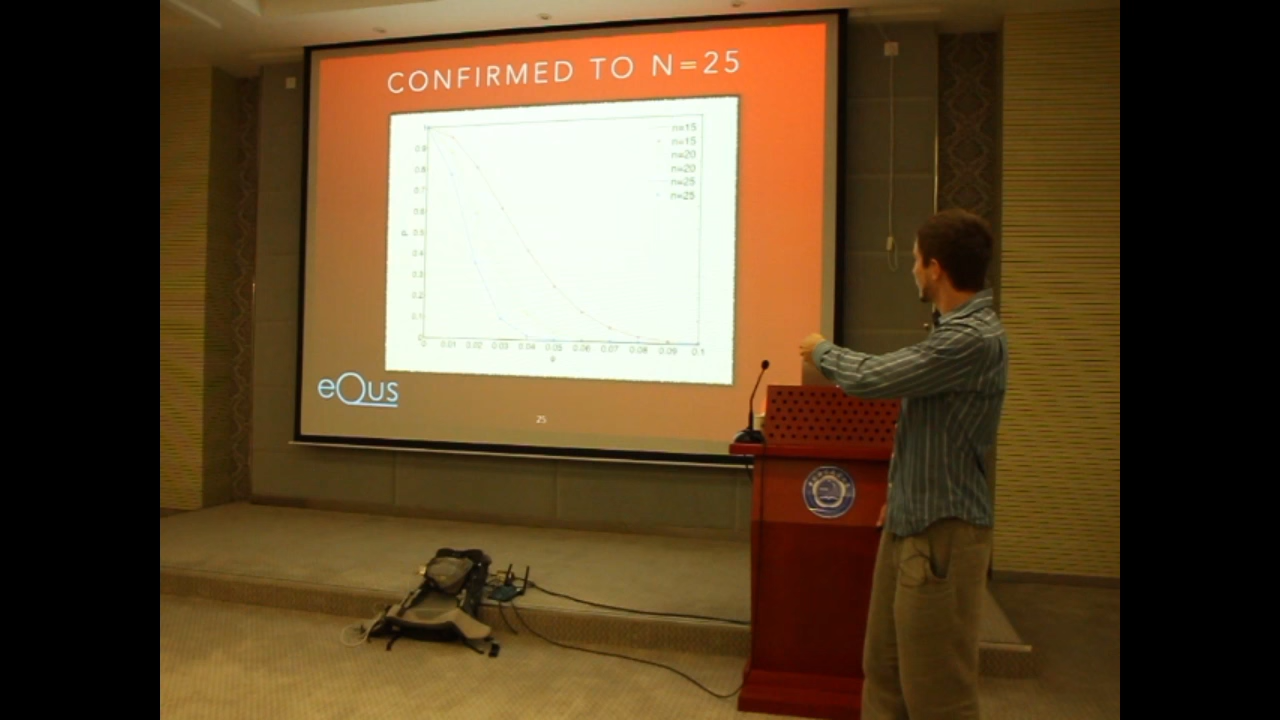 CONFIRMED TO N=25
n=15
n=15
n=20
n=20
n=25
n=25
1
0.9
0.8
0.7
0.6
0.5
0.4
0.3
0.2
0.1
0
P
0 0.01 0.02 0.03 0.04 0.05 0.06 0.07 0.08 0.09 0.1
eQus
25